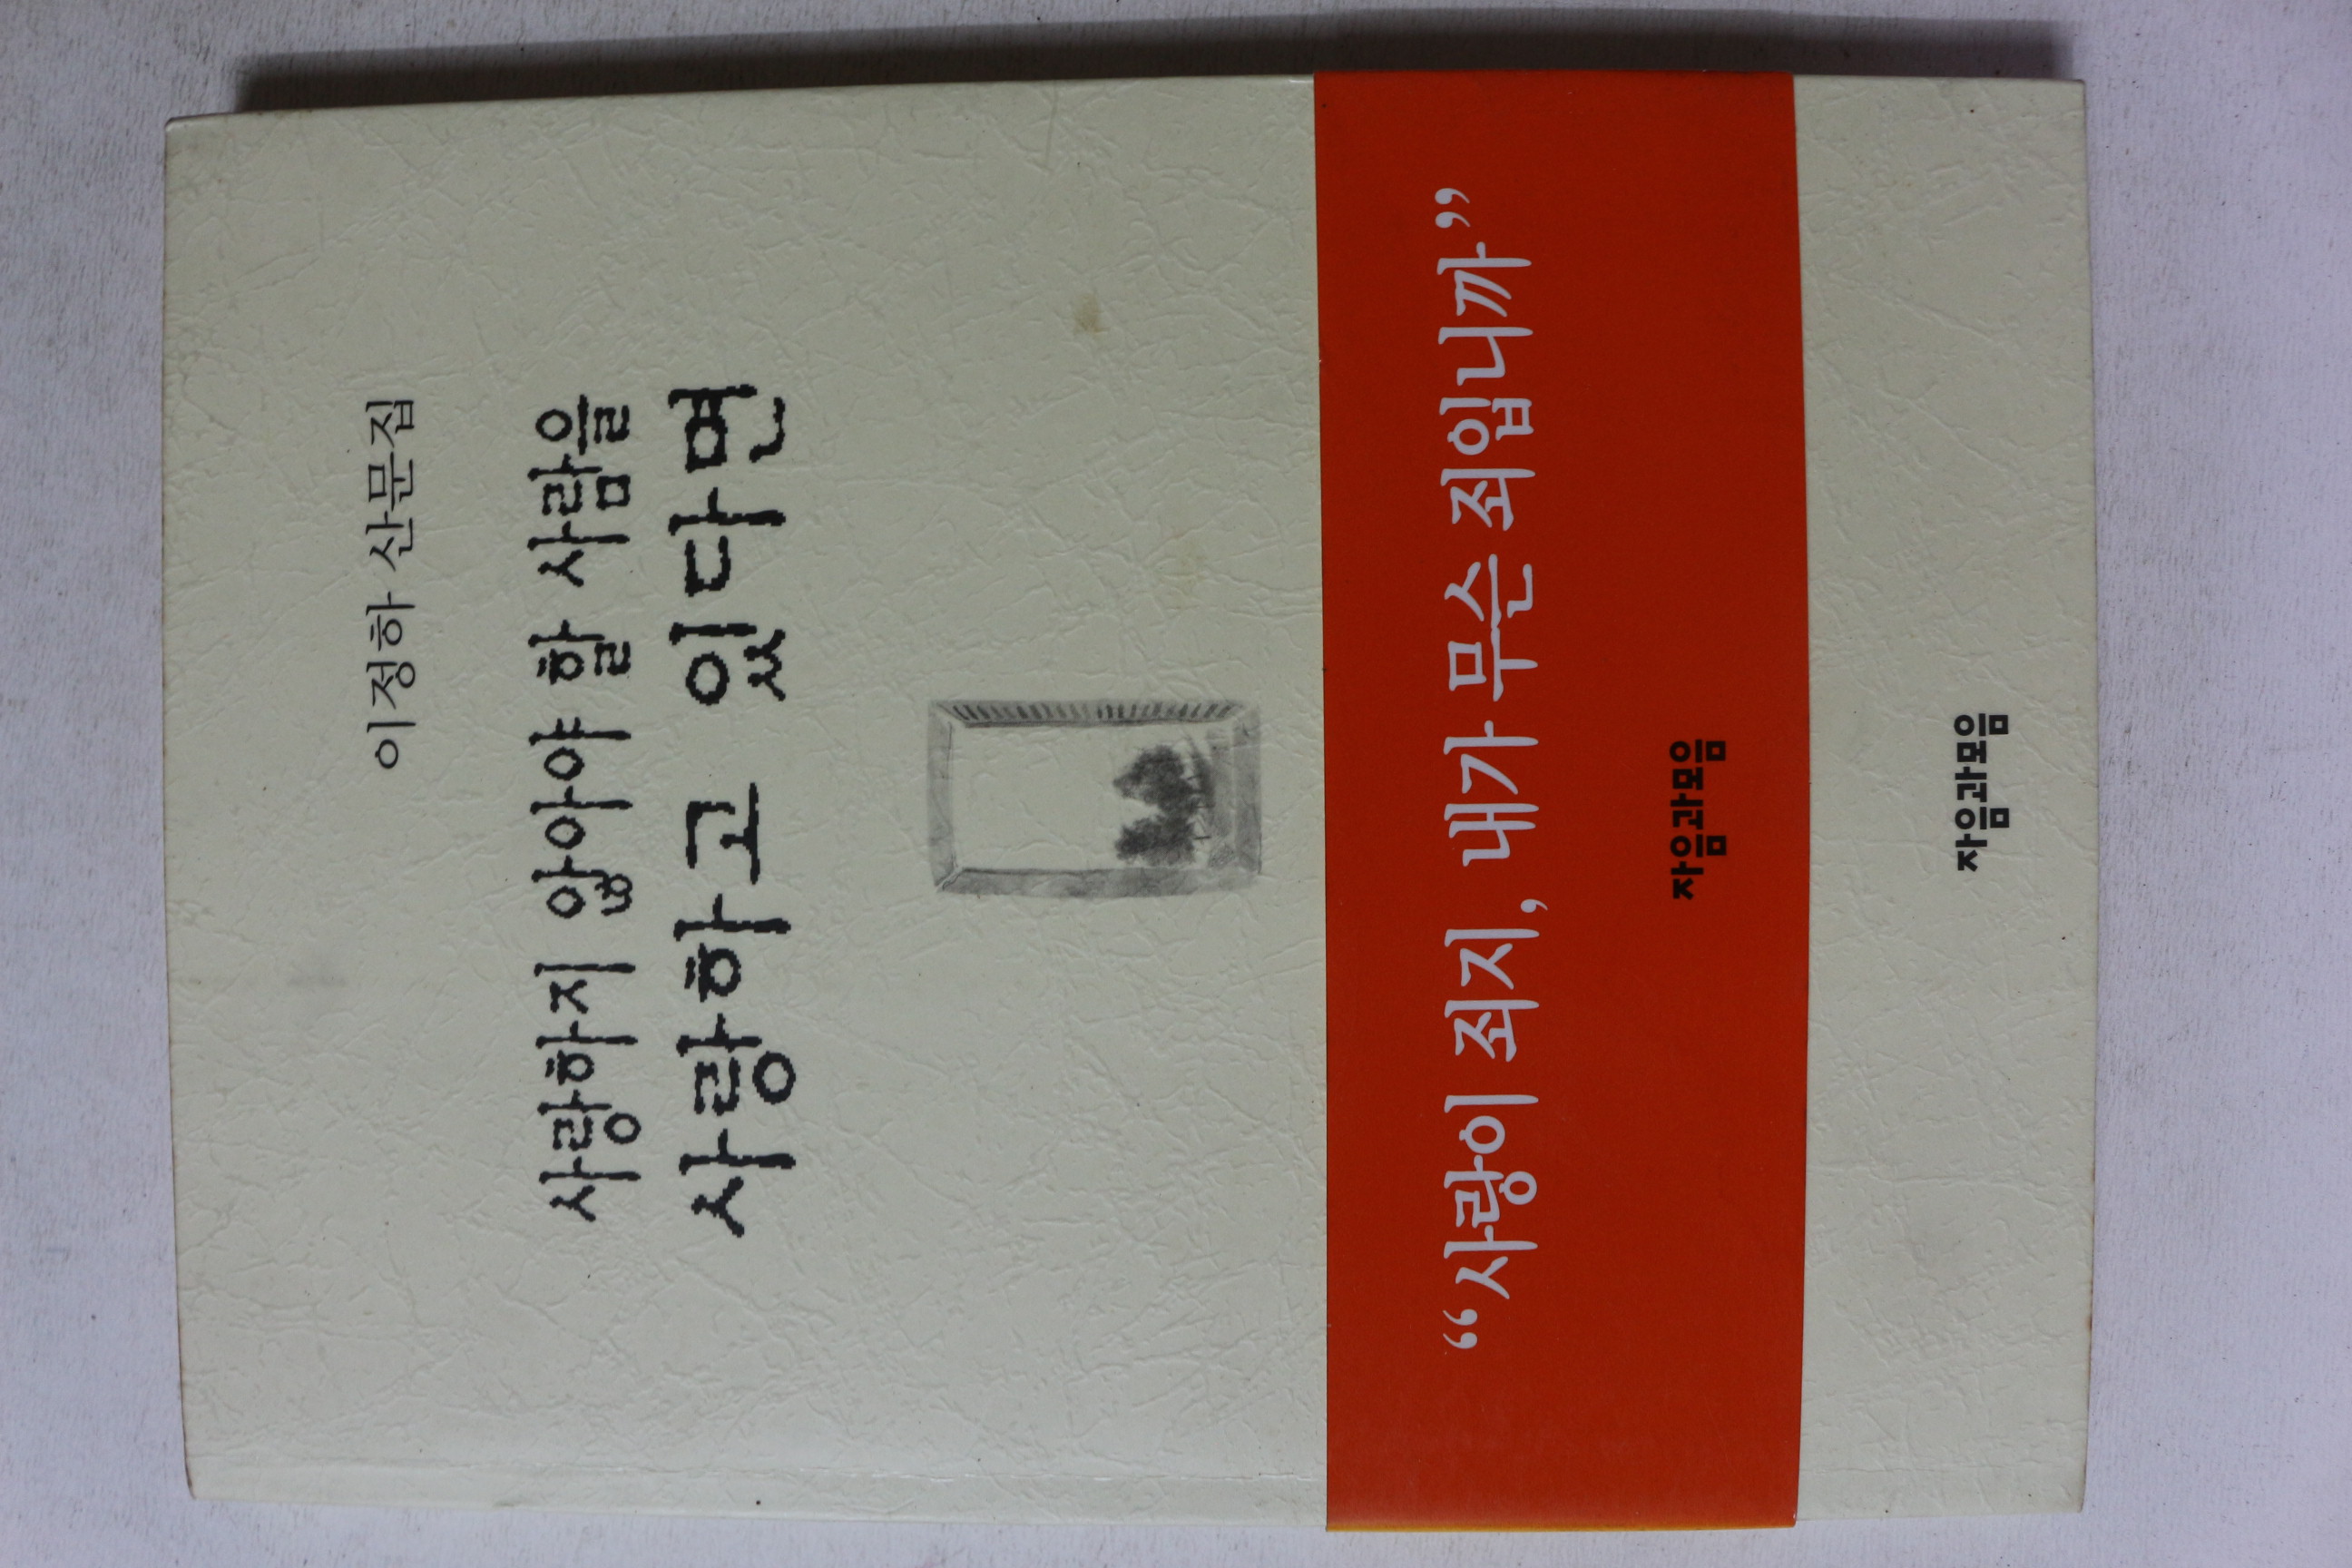 이정하 산문집
사랑하지 않아야 할 사람을
사랑하고 있다면
“사랑이 죄지, 내가 무슨 죄입니까”
자음과모음
자음과모음